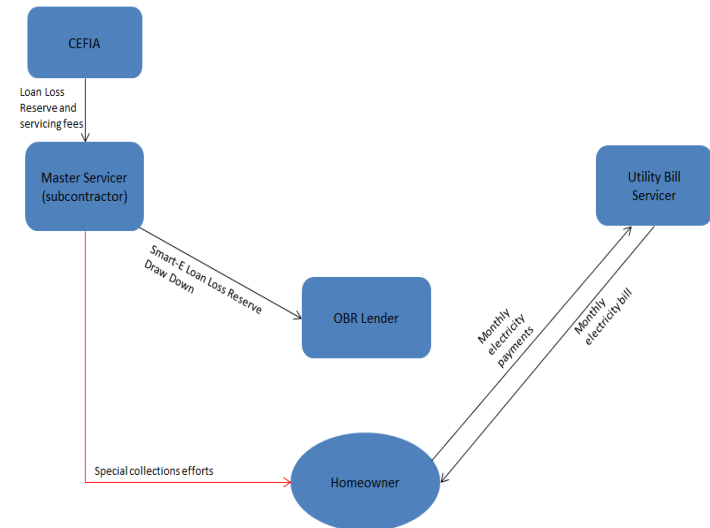 CEFIA
Loan Loss
Reserve and
servicing fees
Master Servicer
(subcontractor)
Utility Bill
Servicer
Smart-E Loan Loss Reserve
Draw Down
OBR Lender
Monthly
electricity
payments
Monthly
electricity bill
Special collections efforts
Homeowner